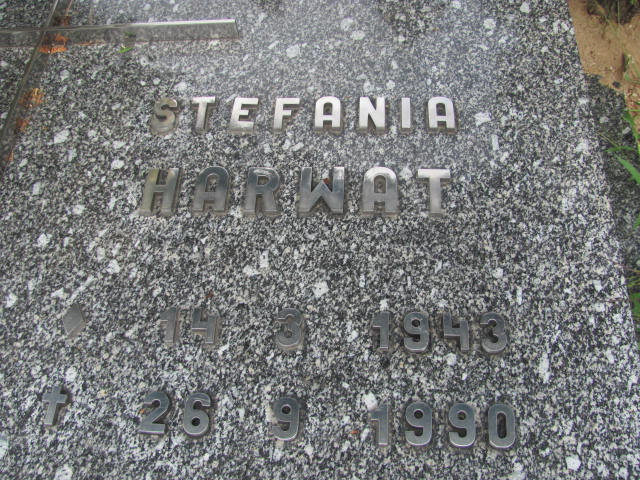 STEFANIA
HARWAT
14 3 1943
† 26 9 1990